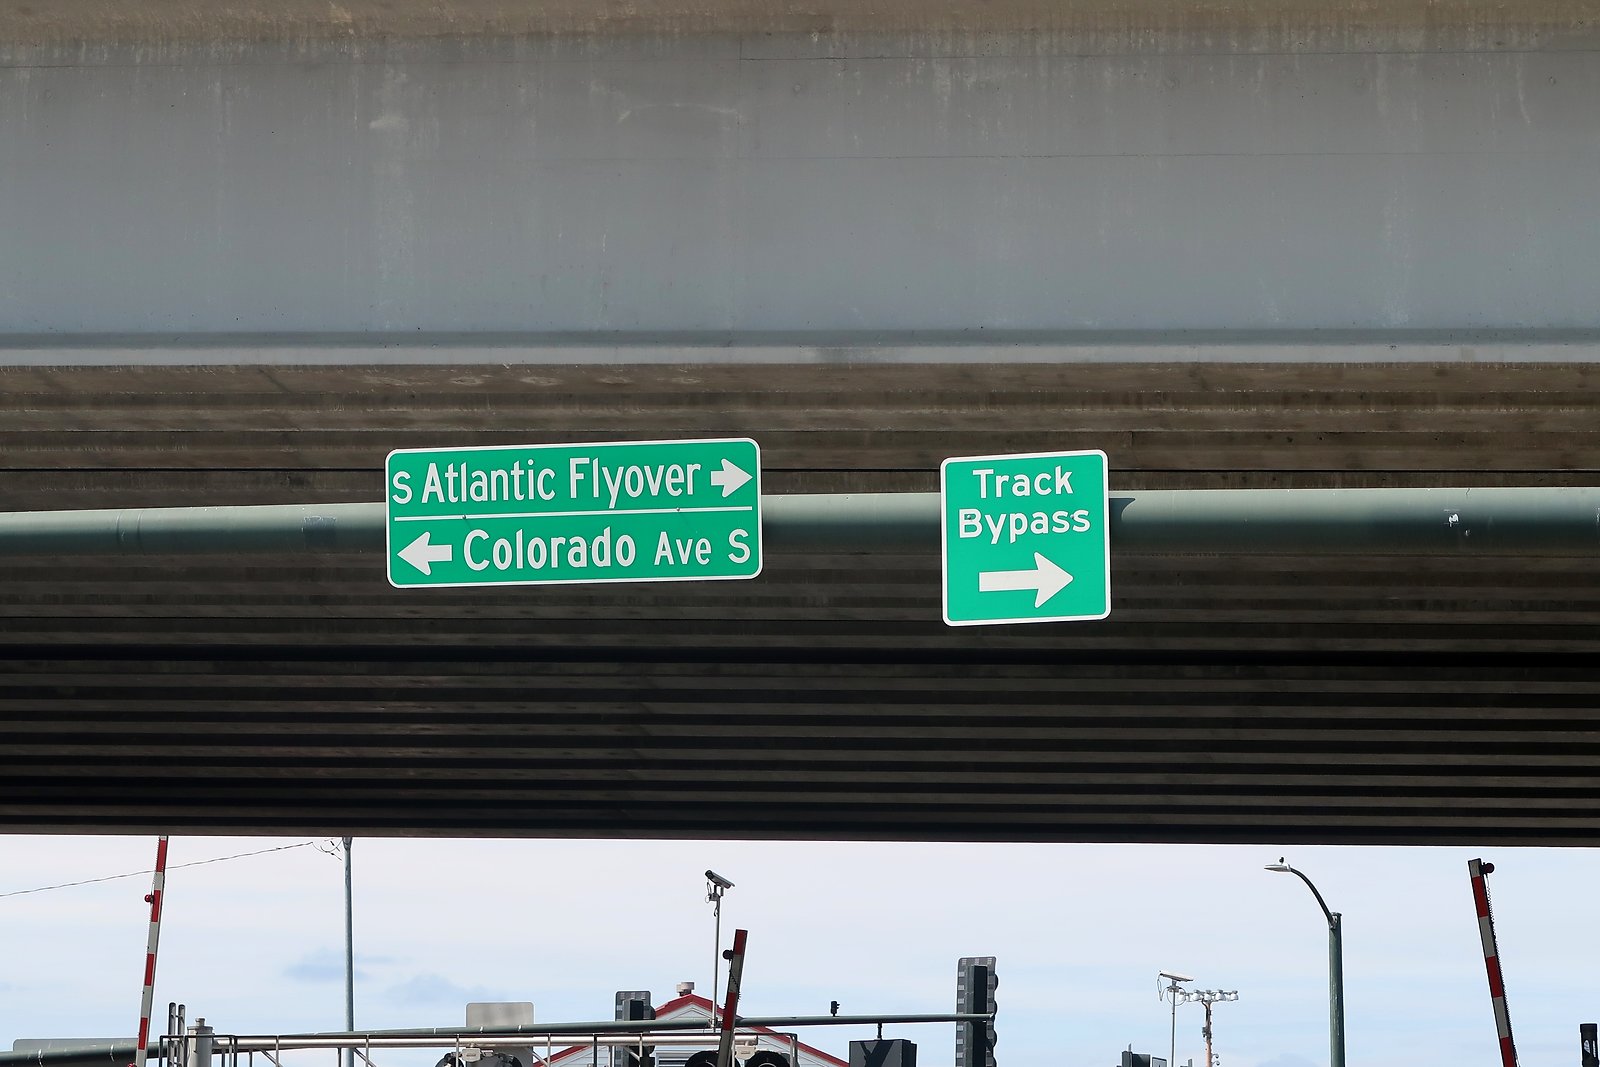 S Atlantic Flyover
Colorado Ave S
Track
Bypass